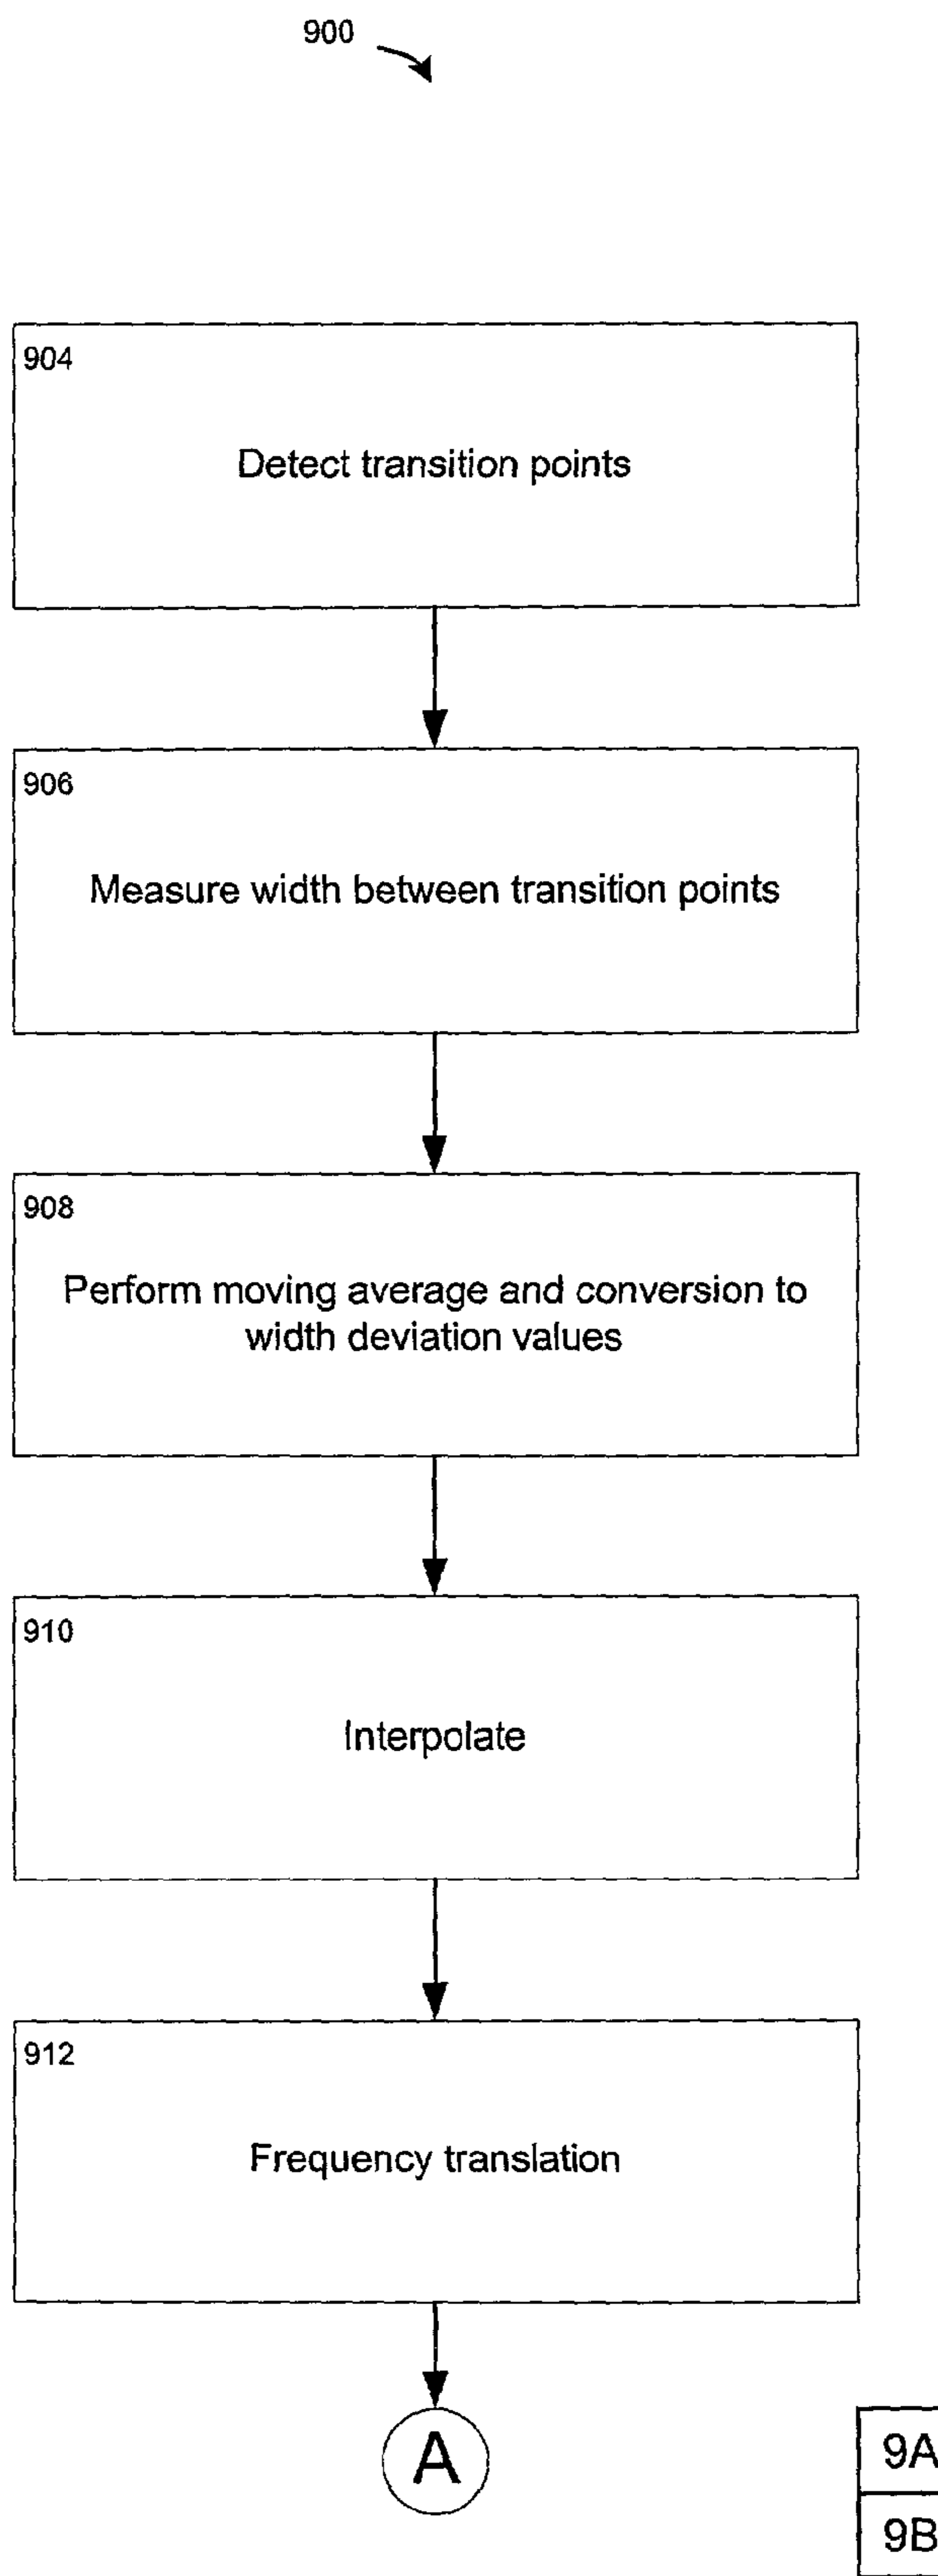 900
904
Detect transition points
906
Measure width between transition points
908
Perform moving average and conversion to
width deviation values
910
Interpolate
912
Frequency translation
A
9A
9B